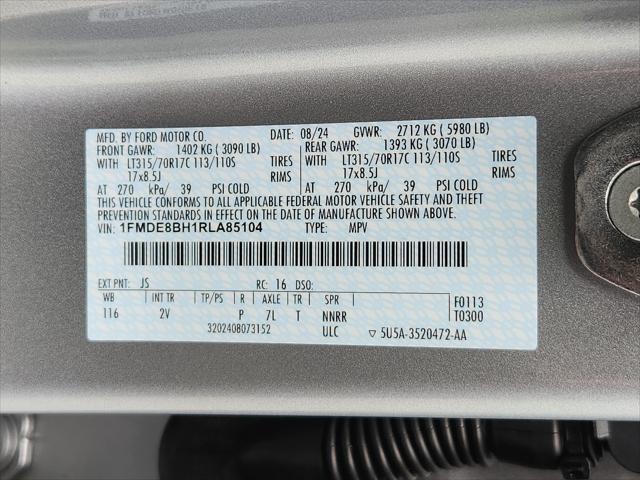 MFD. BY FORD MOTOR CO. 08/24 GVWR: 2712 KG ( 5980 LB)
FRONT GAWR: 1402 KG ( 3090 LB) REAR GAWR: 1393 KG ( 3070 LB)
WITH LT315/70R17C 113/110S TIRES WITH LT315/70R17C 113/110S TIRES
17x8.5J RIMS 17x8.5J RIMS
AT 270 kPa/ 39 PSI COLD AT 270 kPa/ 39 PSI COLD
THIS VEHICLE CONFORMS TO ALL APPLICABLE FEDERAL MOTOR VEHICLE SAFETY AND THEFT
PREVENTION STANDARDS IN EFFECT ON THE DATE OF MANUFACTURE SHOWN ABOVE.
VIN: 1FMDE8BH1RLA85104 TYPE: MPV
EXT PNT: JS RC: 16 DSO:
WB INT TR TP/PS R AXLE TR SPR F0113
116 2V P 7L T NNRR T0300
3202408073152 ULC ▽ 5U5A-3520472-AA